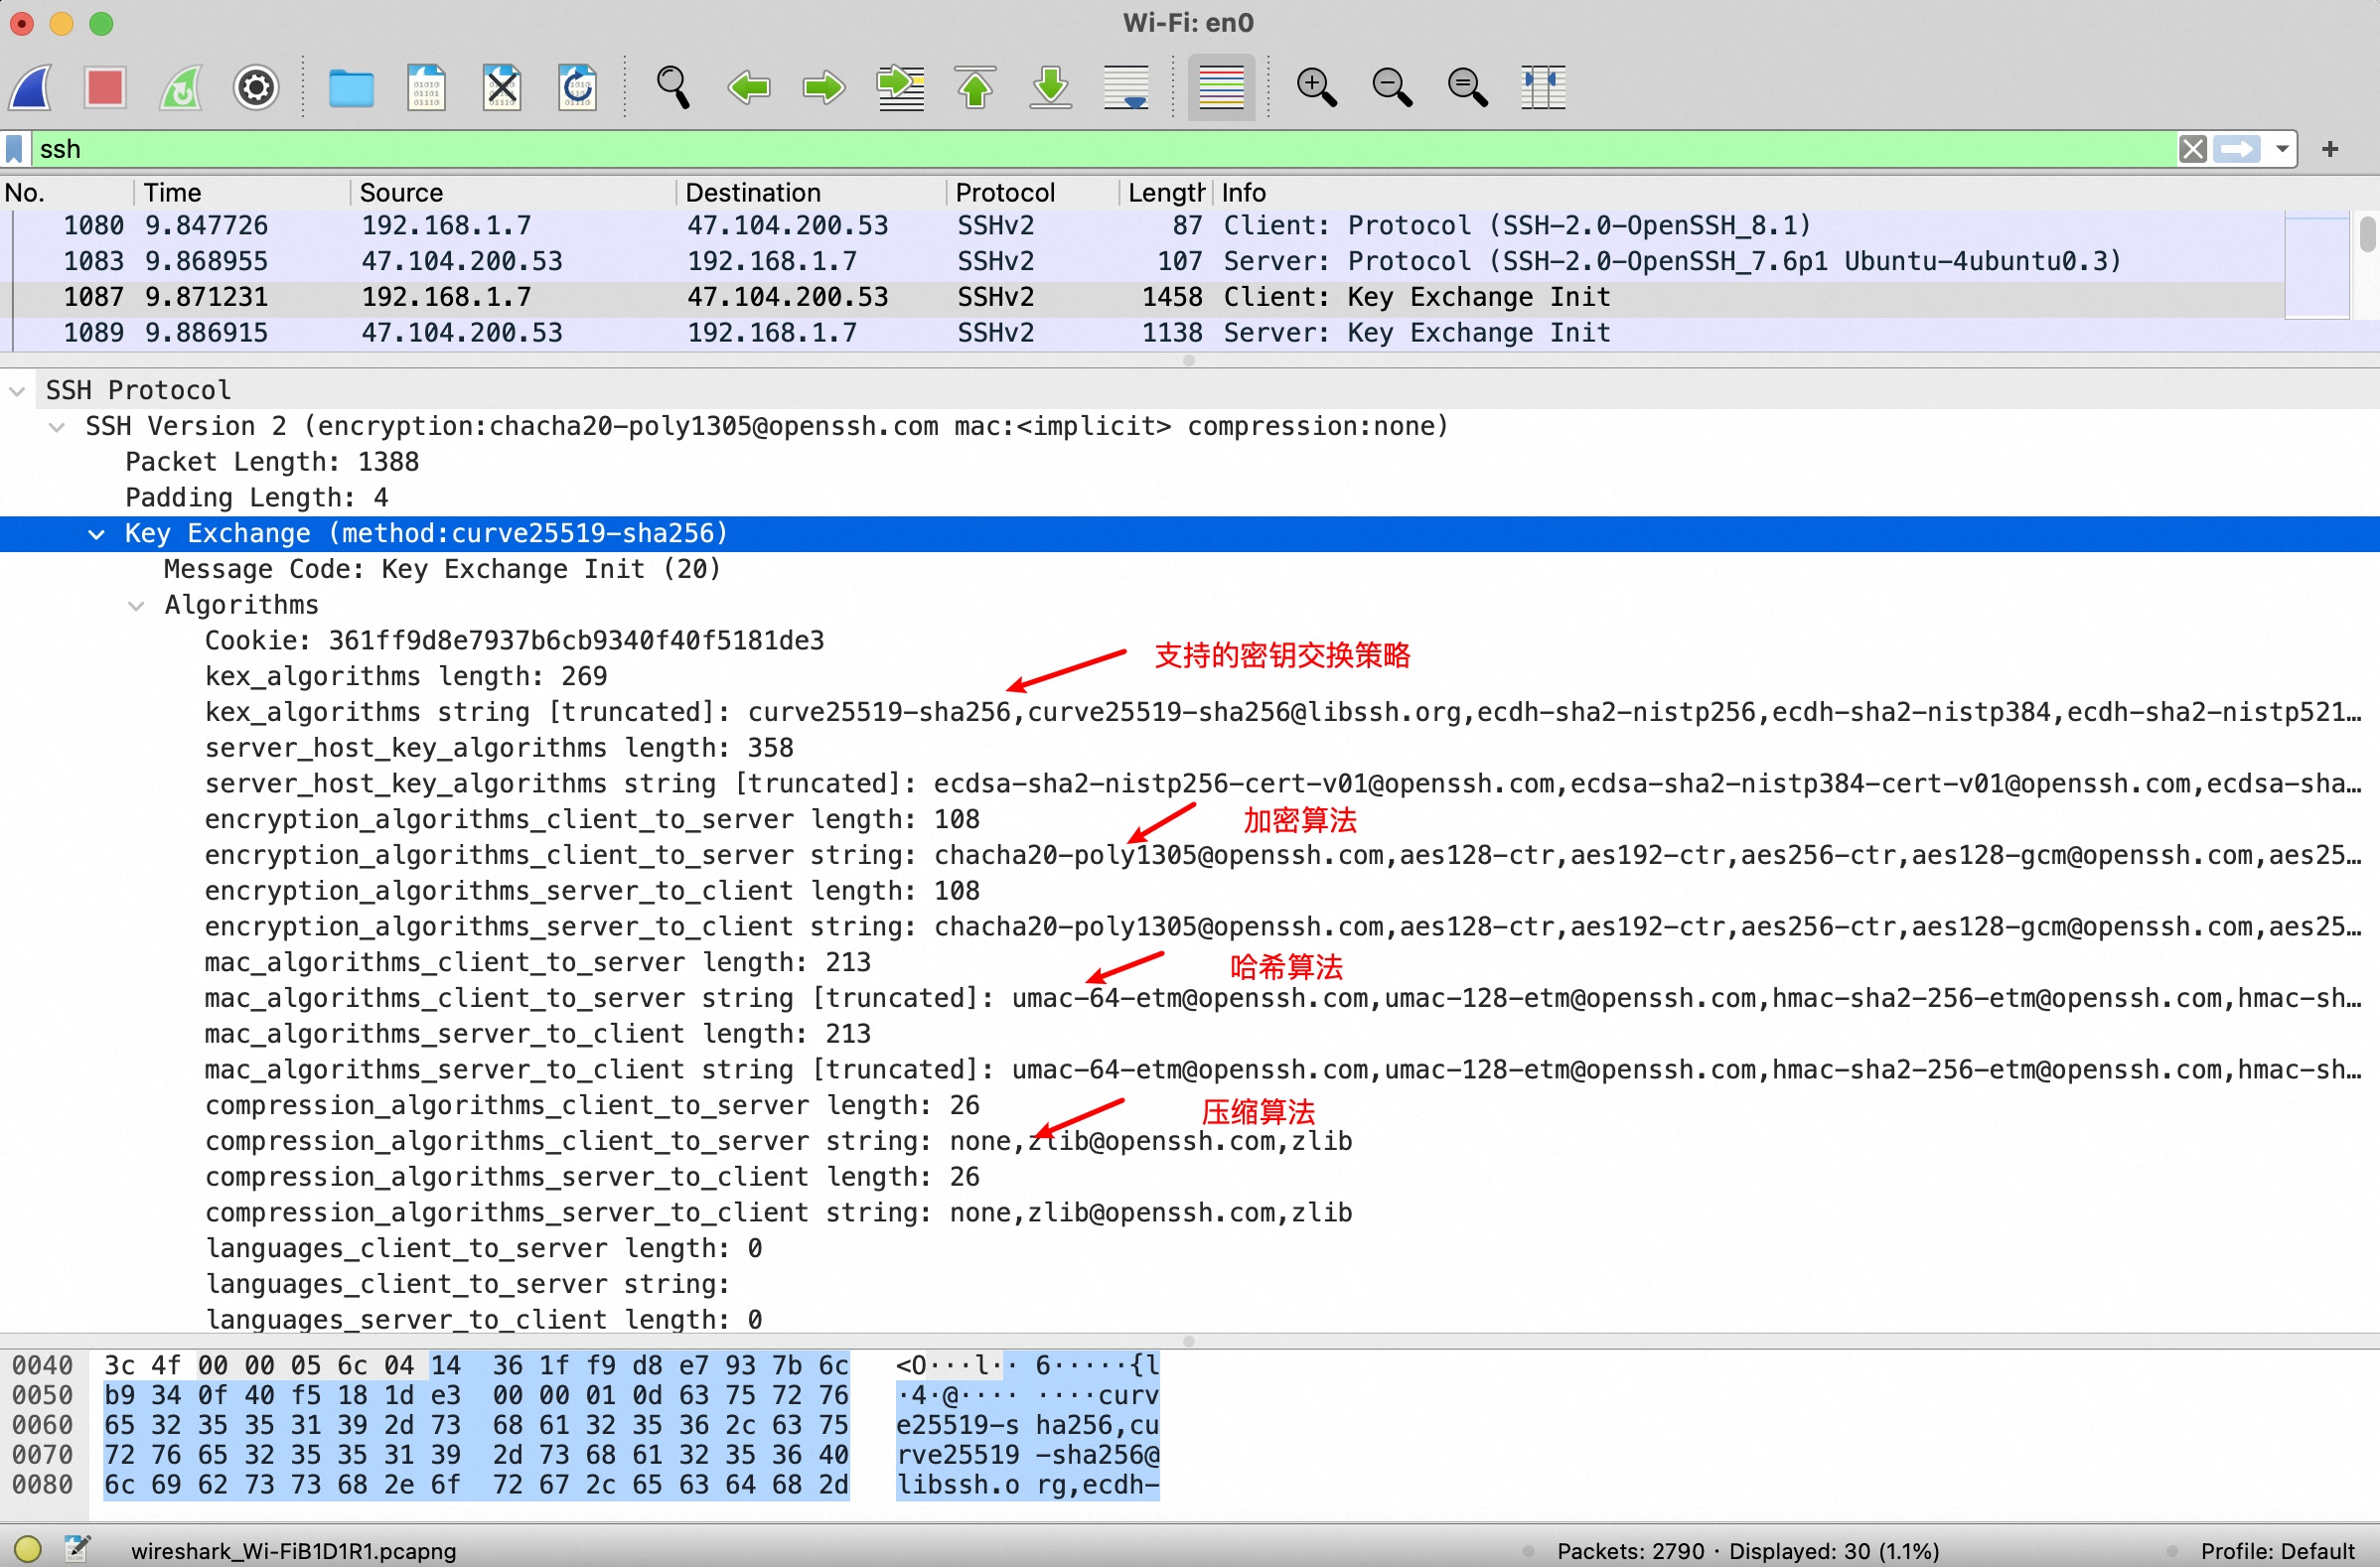 Wi-Fi: en0
ssh
No. Time Source Destination Protocol Length Info
1080 9.847726 192.168.1.7 47.104.200.53 SSHv2 87 Client: Protocol (SSH-2.0-OpenSSH_8.1)
1083 9.868955 47.104.200.53 192.168.1.7 SSHv2 107 Server: Protocol (SSH-2.0-OpenSSH_7.6p1 Ubuntu-4ubuntu0.3)
1087 9.871231 192.168.1.7 47.104.200.53 SSHv2 1458 Client: Key Exchange Init
1089 9.886915 47.104.200.53 192.168.1.7 SSHv2 1138 Server: Key Exchange Init
SSH Protocol
SSH Version 2 (encryption:chacha20-poly1305@openssh.com mac:<implicit> compression:none)
Packet Length: 1388
Padding Length: 4
Key Exchange (method:curve25519-sha256)
Message Code: Key Exchange Init (20)
Algorithms
Cookie: 361ff9d8e7937b6cb9340f40f5181de3
支持的密钥交换策略
kex_algorithms length: 269
kex_algorithms string [truncated]: curve25519-sha256,curve25519-sha256@libssh.org,ecdh-sha2-nistp256,ecdh-sha2-nistp384,ecdh-sha2-nistp521…
server_host_key_algorithms length: 358
server_host_key_algorithms string [truncated]: ecdsa-sha2-nistp256-cert-v01@openssh.com,ecdsa-sha2-nistp384-cert-v01@openssh.com,ecdsa-sha…
encryption_algorithms_client_to_server length: 108
加密算法
encryption_algorithms_client_to_server string: chacha20-poly1305@openssh.com,aes128-ctr,aes192-ctr,aes256-ctr,aes128-gcm@openssh.com,aes25…
encryption_algorithms_server_to_client length: 108
encryption_algorithms_server_to_client string: chacha20-poly1305@openssh.com,aes128-ctr,aes192-ctr,aes256-ctr,aes128-gcm@openssh.com,aes25…
mac_algorithms_client_to_server length: 213
哈希算法
mac_algorithms_client_to_server string [truncated]: umac-64-etm@openssh.com,umac-128-etm@openssh.com,hmac-sha2-256-etm@openssh.com,hmac-sh…
mac_algorithms_server_to_client length: 213
mac_algorithms_server_to_client string [truncated]: umac-64-etm@openssh.com,umac-128-etm@openssh.com,hmac-sha2-256-etm@openssh.com,hmac-sh…
compression_algorithms_client_to_server length: 26
压缩算法
compression_algorithms_client_to_server string: none,zlib@openssh.com,zlib
compression_algorithms_server_to_client length: 26
compression_algorithms_server_to_client string: none,zlib@openssh.com,zlib
languages_client_to_server length: 0
languages_client_to_server string:
languages_server_to_client length: 0
0040 3c 4f 00 00 05 6c 04 14 36 1f f9 d8 e7 93 7b 6c <O···l·· 6·····{l
0050 b9 34 0f 40 f5 18 1d e3 00 00 01 0d 63 75 72 76 ·4·@···· ····curv
0060 65 32 35 35 31 39 2d 73 68 61 32 35 36 2c 63 75 e25519-s ha256,cu
0070 72 76 65 32 35 35 31 39 2d 73 68 61 32 35 36 40 rve25519 -sha256@
0080 6c 69 62 73 73 68 2e 6f 72 67 2c 65 63 64 68 2d libssh.o rg,ecdh-
wireshark_Wi-FiB1D1R1.pcapng Packets: 2790 · Displayed: 30 (1.1%) Profile: Default